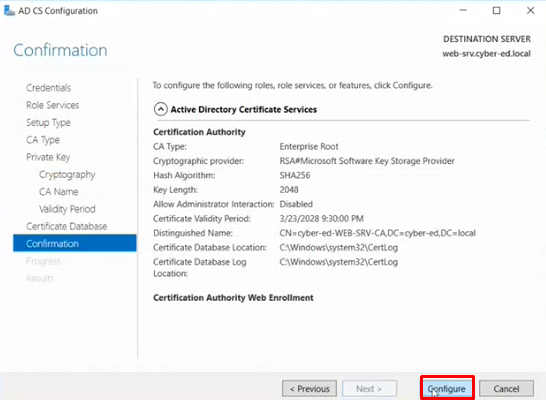 AD CS Configuration
Confirmation
DESTINATION SERVER
web-srv.cyber-ed.local
Credentials
Role Services
Setup Type
CA Type
Private Key
Cryptography
CA Name
Validity Period
Certificate Database
Confirmation
Progress
Results
To configure the following roles, role services, or features, click Configure.
Active Directory Certificate Services
Certification Authority
CA Type: Enterprise Root
Cryptographic provider: RSA#Microsoft Software Key Storage Provider
Hash Algorithm: SHA256
Key Length: 2048
Allow Administrator Interaction: Disabled
Certificate Validity Period: 3/23/2028 9:30:00 PM
Distinguished Name: CN=cyber-ed-WEB-SRV-CA,DC=cyber-ed,DC=local
Certificate Database Location: C:\Windows\system32\CertLog
Certificate Database Log C:\Windows\system32\CertLog
Location:
Certification Authority Web Enrollment
< Previous Next > Configure Cancel